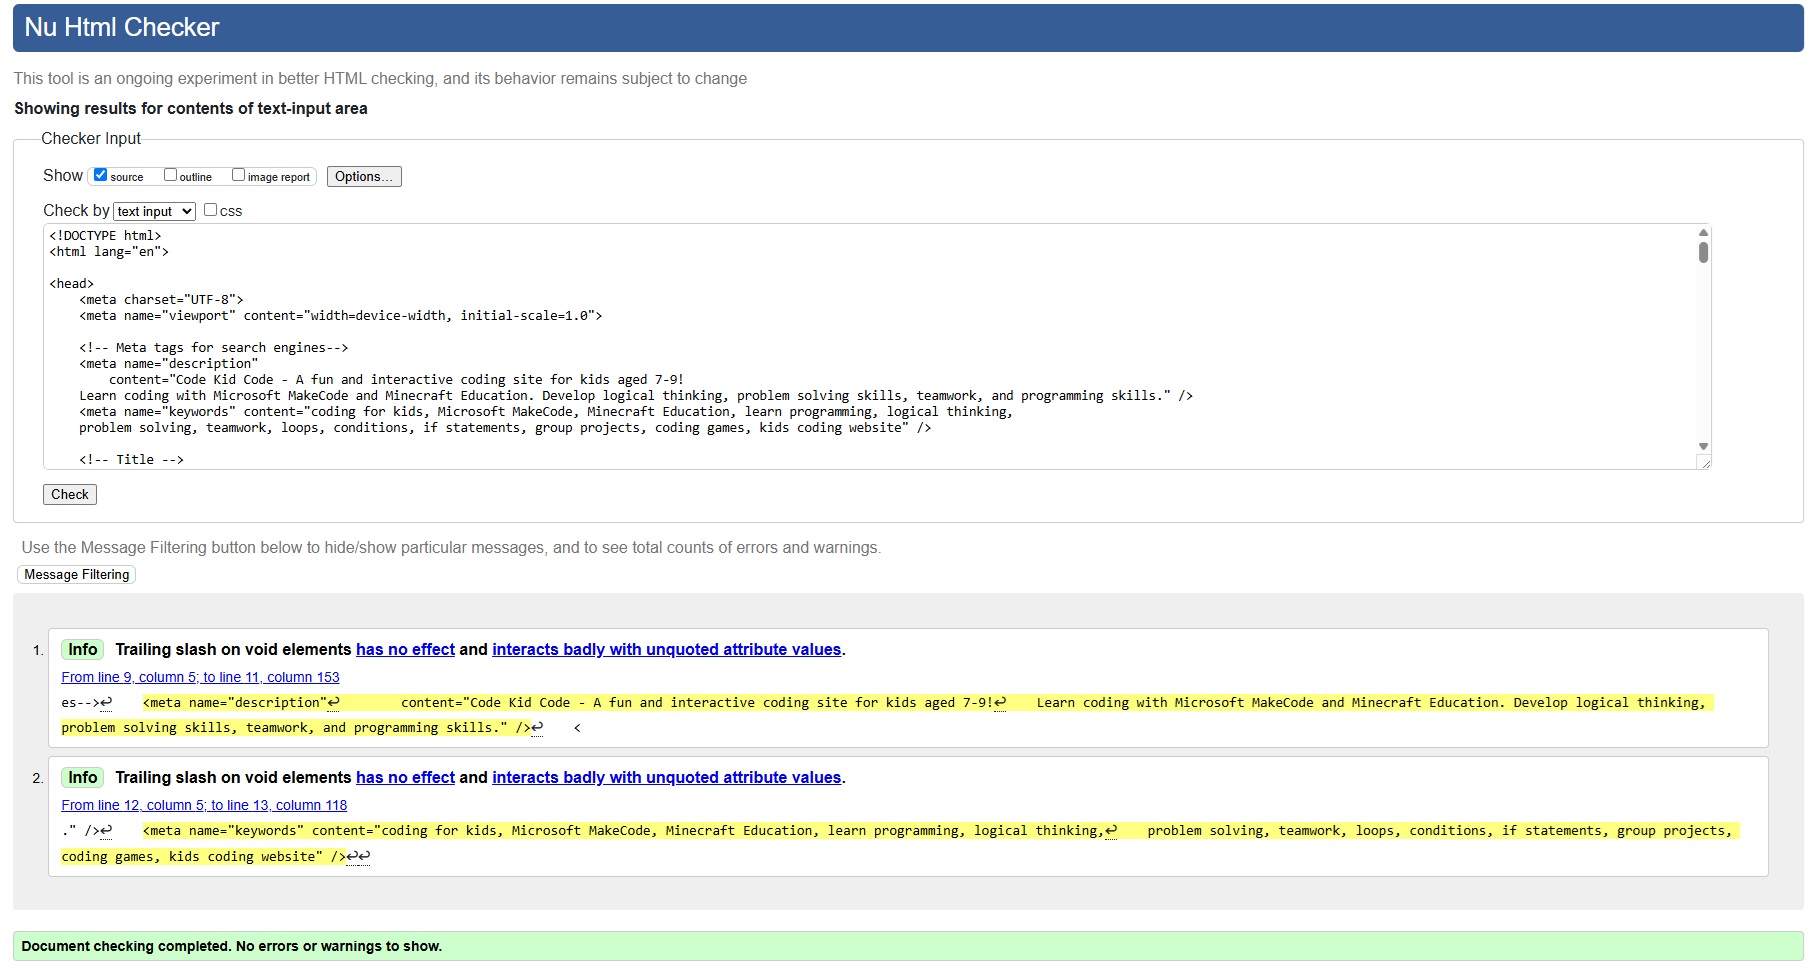 Nu Html Checker
This tool is an ongoing experiment in better HTML checking, and its behavior remains subject to change
Showing results for contents of text-input area
Checker Input
Show source outline image report Options...
Check by text input css
<!DOCTYPE html>
<html lang="en">
<head>
    <meta charset="UTF-8">
    <meta name="viewport" content="width=device-width, initial-scale=1.0">
    <!-- Meta tags for search engines-->
    <meta name="description"
        content="Code Kid Code - A fun and interactive coding site for kids aged 7-9!
    Learn coding with Microsoft MakeCode and Minecraft Education. Develop logical thinking, problem solving skills, teamwork, and programming skills." />
    <meta name="keywords" content="coding for kids, Microsoft MakeCode, Minecraft Education, learn programming, logical thinking,
    problem solving, teamwork, loops, conditions, if statements, group projects, coding games, kids coding website" />
    <!-- Title -->
Check
Use the Message Filtering button below to hide/show particular messages, and to see total counts of errors and warnings.
Message Filtering
1. Info Trailing slash on void elements has no effect and interacts badly with unquoted attribute values.
From line 9, column 5; to line 11, column 153
es-->↩    <meta name="description"↩        content="Code Kid Code - A fun and interactive coding site for kids aged 7-9!↩    Learn coding with Microsoft MakeCode and Minecraft Education. Develop logical thinking,
problem solving skills, teamwork, and programming skills." />↩    <
2. Info Trailing slash on void elements has no effect and interacts badly with unquoted attribute values.
From line 12, column 5; to line 13, column 118
." />↩    <meta name="keywords" content="coding for kids, Microsoft MakeCode, Minecraft Education, learn programming, logical thinking,↩    problem solving, teamwork, loops, conditions, if statements, group projects,
coding games, kids coding website" />↩↩
Document checking completed. No errors or warnings to show.